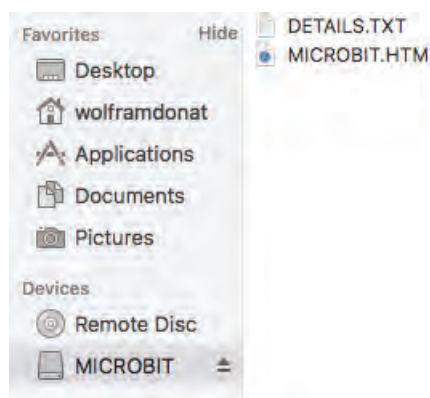 Favorites Hide
Desktop
wolframdonat
Applications
Documents
Pictures
Devices
Remote Disc
MICROBIT
DETAILS.TXT
MICROBIT.HTM